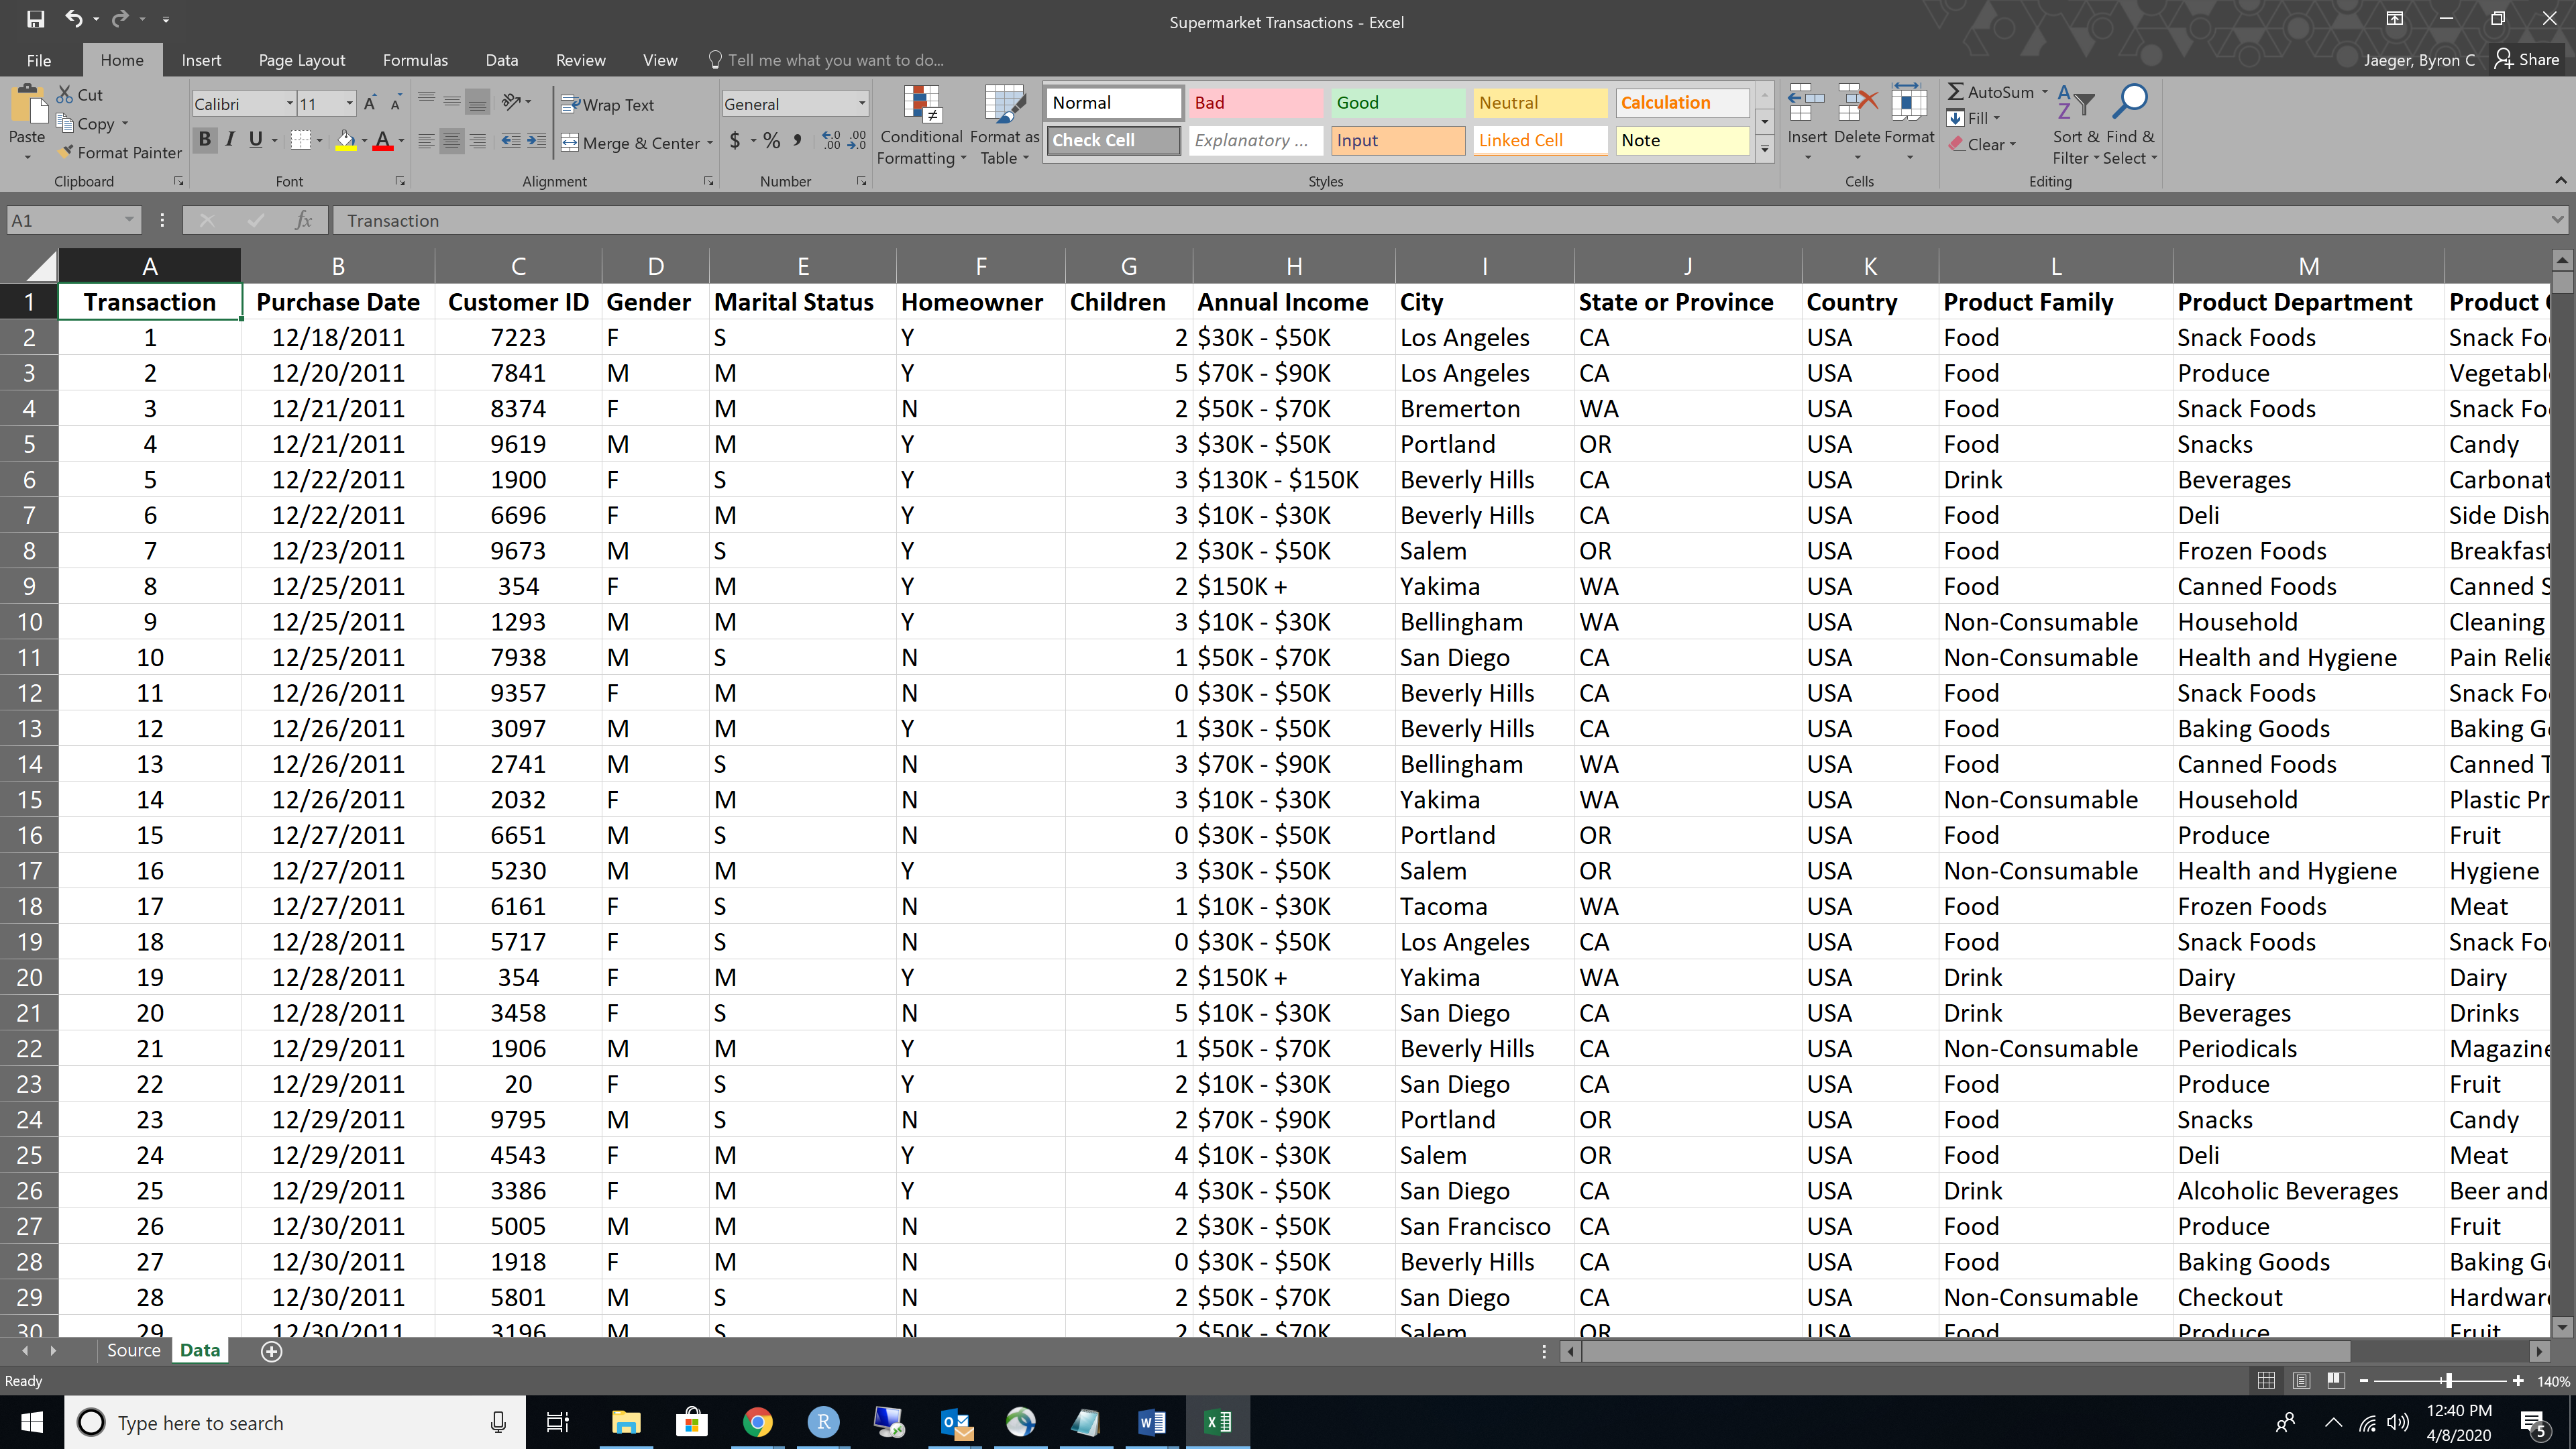 Supermarket Transactions - Excel
File Home Insert Page Layout Formulas Data Review View Tell me what you want to do... Jaeger, Byron C Share
Paste Cut Copy Format Painter Clipboard
Calibri 11 B I U A Font
Wrap Text Merge & Center Alignment
General $ % Number
Conditional Formatting Format as Table
Normal Bad Good Neutral Calculation
Check Cell Explanatory ... Input Linked Cell Note
Styles
Insert Delete Format Cells
AutoSum Fill Clear Sort & Filter Find & Select Editing
A1 fx Transaction
A B C D E F G H I J K L M
1 Transaction Purchase Date Customer ID Gender Marital Status Homeowner Children Annual Income City State or Province Country Product Family Product Department Product
2 1 12/18/2011 7223 F S Y 2 $30K - $50K Los Angeles CA USA Food Snack Foods Snack Fo
3 2 12/20/2011 7841 M M Y 5 $70K - $90K Los Angeles CA USA Food Produce Vegetabl
4 3 12/21/2011 8374 F M N 2 $50K - $70K Bremerton WA USA Food Snack Foods Snack Fo
5 4 12/21/2011 9619 M M Y 3 $30K - $50K Portland OR USA Food Snacks Candy
6 5 12/22/2011 1900 F S Y 3 $130K - $150K Beverly Hills CA USA Drink Beverages Carbonat
7 6 12/22/2011 6696 F M Y 3 $10K - $30K Beverly Hills CA USA Food Deli Side Dish
8 7 12/23/2011 9673 M S Y 2 $30K - $50K Salem OR USA Food Frozen Foods Breakfast
9 8 12/25/2011 354 F M Y 2 $150K + Yakima WA USA Food Canned Foods Canned S
10 9 12/25/2011 1293 M M Y 3 $10K - $30K Bellingham WA USA Non-Consumable Household Cleaning
11 10 12/25/2011 7938 M S N 1 $50K - $70K San Diego CA USA Non-Consumable Health and Hygiene Pain Relie
12 11 12/26/2011 9357 F M N 0 $30K - $50K Beverly Hills CA USA Food Snack Foods Snack Fo
13 12 12/26/2011 3097 M M Y 1 $30K - $50K Beverly Hills CA USA Food Baking Goods Baking G
14 13 12/26/2011 2741 M S N 3 $70K - $90K Bellingham WA USA Food Canned Foods Canned T
15 14 12/26/2011 2032 F M N 3 $10K - $30K Yakima WA USA Non-Consumable Household Plastic Pr
16 15 12/27/2011 6651 M S N 0 $30K - $50K Portland OR USA Food Produce Fruit
17 16 12/27/2011 5230 M M Y 3 $30K - $50K Salem OR USA Non-Consumable Health and Hygiene Hygiene
18 17 12/27/2011 6161 F S N 1 $10K - $30K Tacoma WA USA Food Frozen Foods Meat
19 18 12/28/2011 5717 F S N 0 $30K - $50K Los Angeles CA USA Food Snack Foods Snack Fo
20 19 12/28/2011 354 F M Y 2 $150K + Yakima WA USA Drink Dairy Dairy
21 20 12/28/2011 3458 F S N 5 $10K - $30K San Diego CA USA Drink Beverages Drinks
22 21 12/29/2011 1906 M M Y 1 $50K - $70K Beverly Hills CA USA Non-Consumable Periodicals Magazine
23 22 12/29/2011 20 F S Y 2 $10K - $30K San Diego CA USA Food Produce Fruit
24 23 12/29/2011 9795 M S N 2 $70K - $90K Portland OR USA Food Snacks Candy
25 24 12/29/2011 4543 F M Y 4 $10K - $30K Salem OR USA Food Deli Meat
26 25 12/29/2011 3386 F M Y 4 $30K - $50K San Diego CA USA Drink Alcoholic Beverages Beer and
27 26 12/30/2011 5005 M M N 2 $30K - $50K San Francisco CA USA Food Produce Fruit
28 27 12/30/2011 1918 F M N 0 $30K - $50K Beverly Hills CA USA Food Baking Goods Baking G
29 28 12/30/2011 5801 M S N 2 $50K - $70K San Diego CA USA Non-Consumable Checkout Hardwar
30 29 12/30/2011 3196 M S N 2 $50K - $70K Salem OR USA Food Produce Fruit
Source Data
Ready 140%
Type here to search 12:40 PM
4/8/2020 5